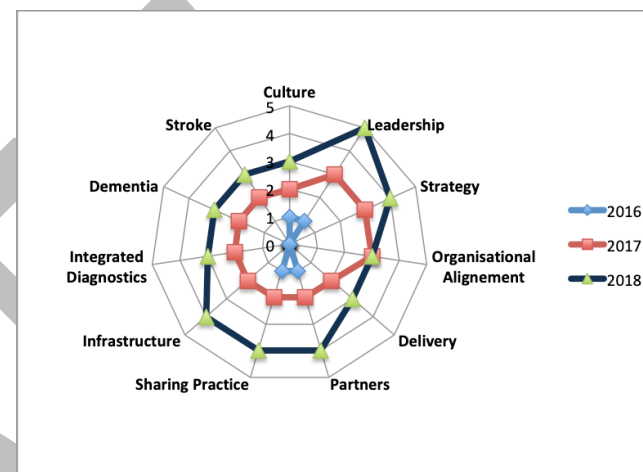 Culture
Leadership
Strategy
Organisational
Alignement
Delivery
Partners
Sharing Practice
Infrastructure
Integrated
Diagnostics
Dementia
Stroke
5
4
3
2
1
0
2016
2017
2018